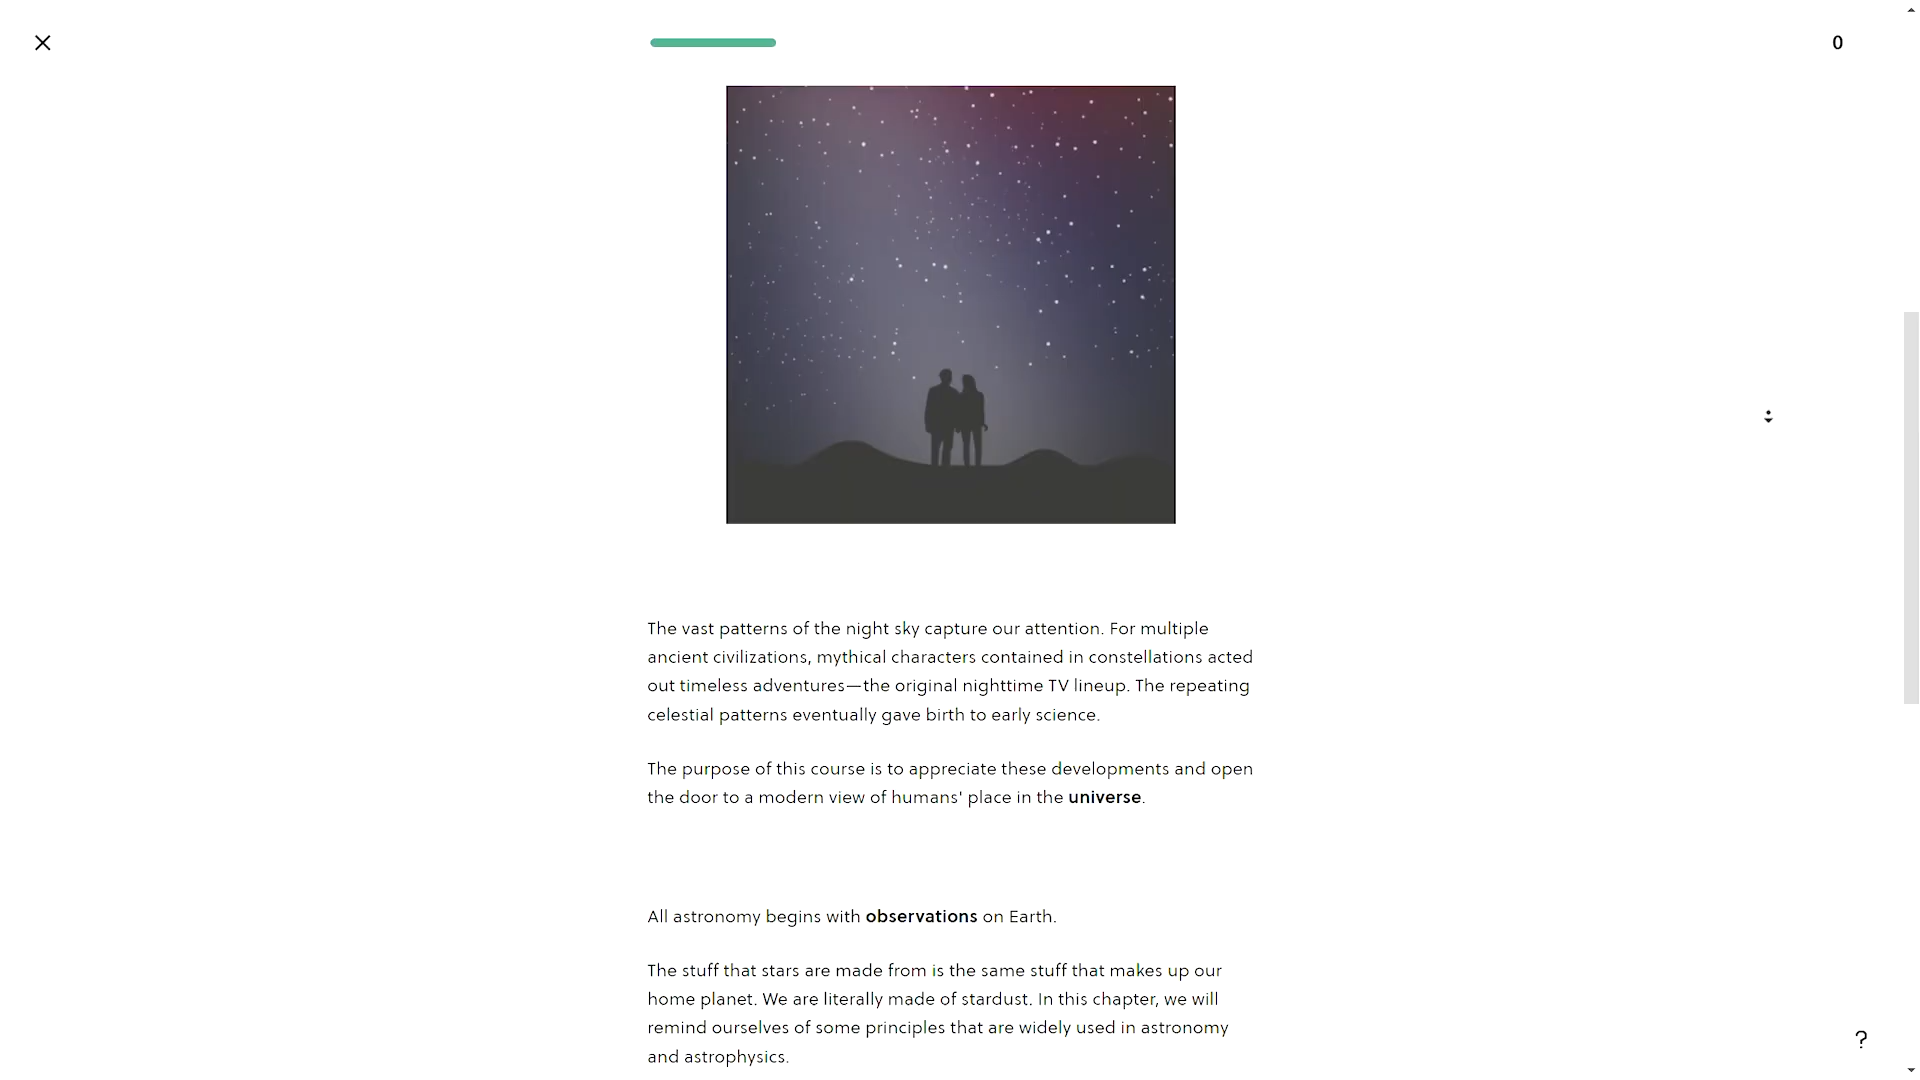 0
The vast patterns of the night sky capture our attention. For multiple
ancient civilizations, mythical characters contained in constellations acted
out timeless adventures—the original nighttime TV lineup. The repeating
celestial patterns eventually gave birth to early science.
The purpose of this course is to appreciate these developments and open
the door to a modern view of humans' place in the universe.
All astronomy begins with observations on Earth.
The stuff that stars are made from is the same stuff that makes up our
home planet. We are literally made of stardust. In this chapter, we will
remind ourselves of some principles that are widely used in astronomy
and astrophysics.
?